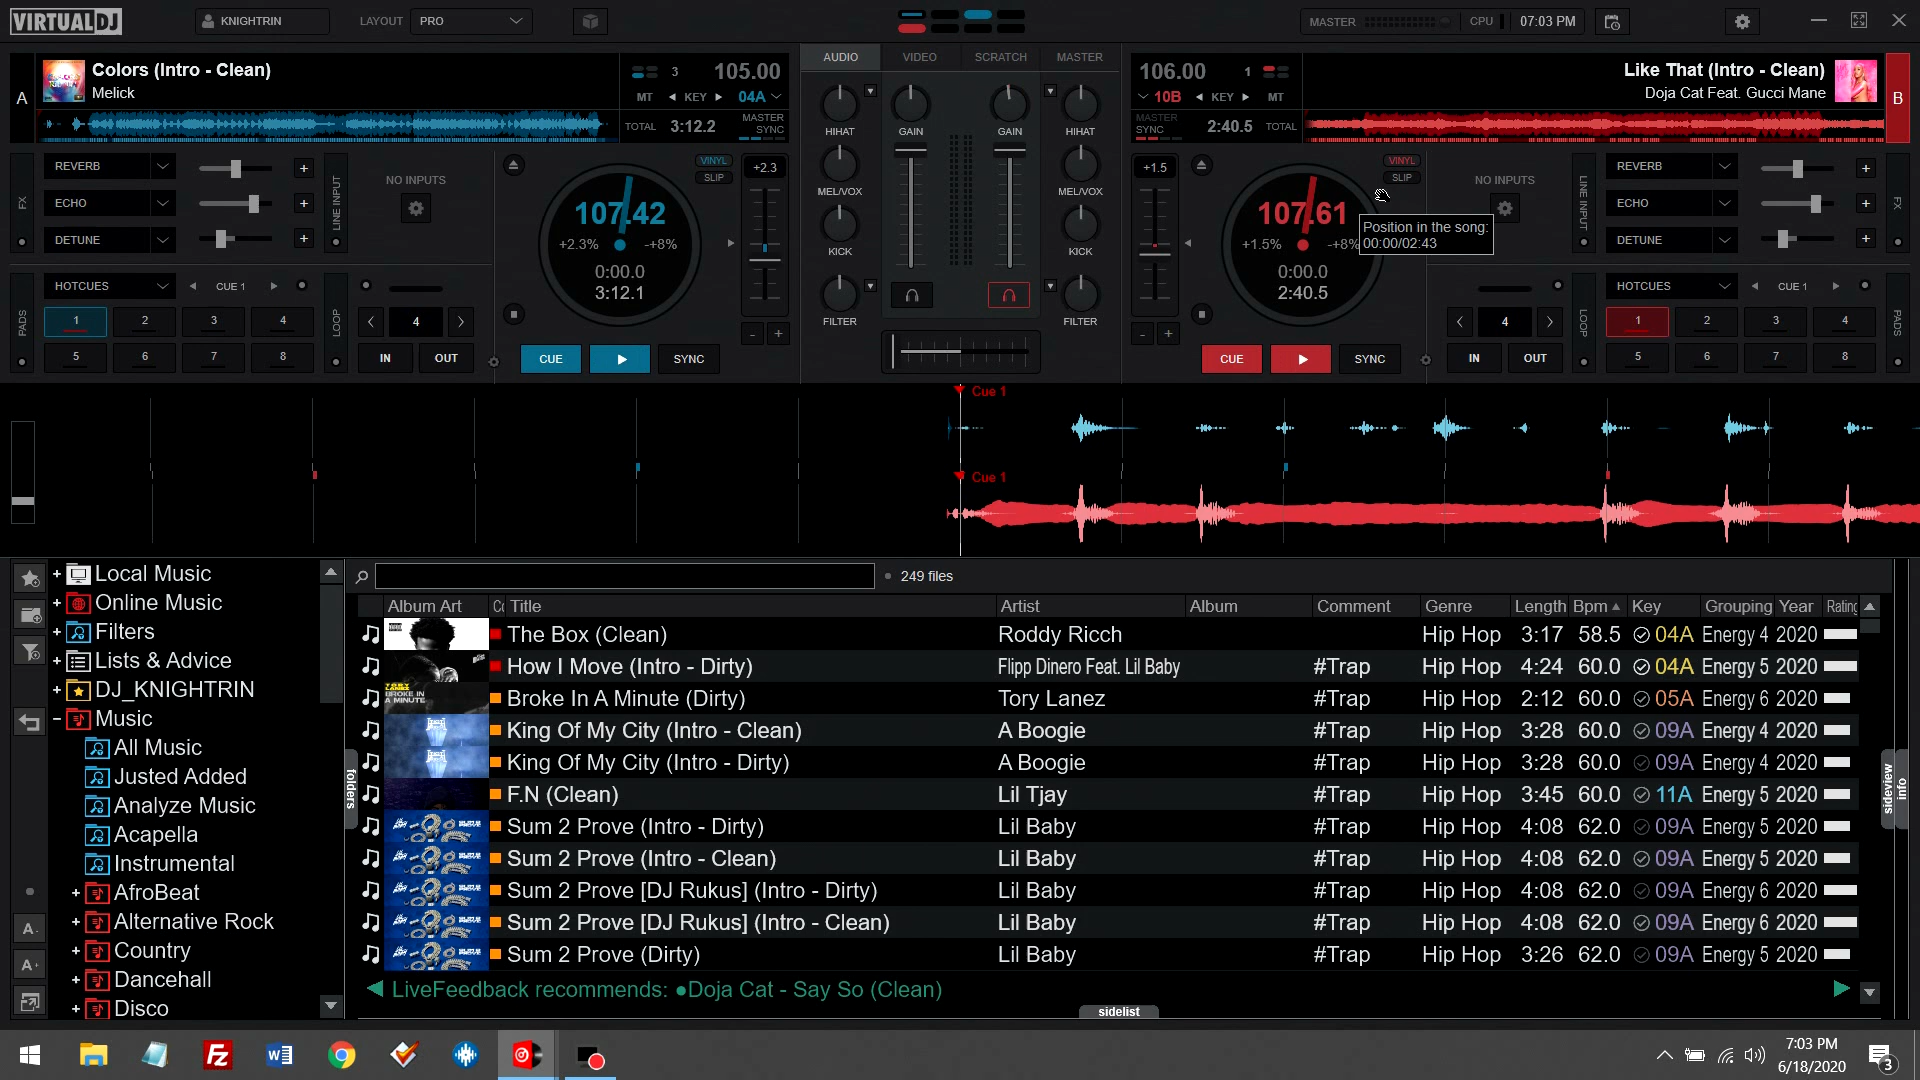 VIRTUALDJ
KNIGHTRIN
LAYOUT PRO
MASTER CPU 07:03 PM
A
Colors (Intro - Clean)
Melick
3 105.00
MT KEY 04A
TOTAL 3:12.2
MASTER SYNC
AUDIO VIDEO SCRATCH MASTER
106.00 1
10B KEY MT
MASTER SYNC
2:40.5 TOTAL
Like That (Intro - Clean)
Doja Cat Feat. Gucci Mane
B
FX
REVERB +
ECHO +
DETUNE +
LINE INPUT
NO INPUTS
VINYL
SLIP
107.42
+2.3% -+8%
0:00.0
3:12.1
+2.3
- +
HIHAT GAIN GAIN HIHAT
MEL/VOX MEL/VOX
KICK KICK
FILTER FILTER
+1.5
- +
VINYL
SLIP
107.61
+1.5% -+8%
0:00.0
2:40.5
Position in the song:
00:00/02:43
NO INPUTS
LINE INPUT
REVERB +
ECHO +
DETUNE +
FX
PADS
HOTCUES CUE 1
1 2 3 4
5 6 7 8
LOOP
4
IN OUT
CUE SYNC
CUE SYNC
4
IN OUT
LOOP
HOTCUES CUE 1
1 2 3 4
5 6 7 8
PADS
Cue 1
Cue 1
+ Local Music
+ Online Music
+ Filters
+ Lists & Advice
+ DJ_KNIGHTRIN
- Music
All Music
Justed Added
Analyze Music
Acapella
Instrumental
+ AfroBeat
+ Alternative Rock
+ Country
+ Dancehall
+ Disco
A-
A+
folders
249 files
Album Art Title Artist Album Comment Genre Length Bpm Key Grouping Year Rating
The Box (Clean) Roddy Ricch Hip Hop 3:17 58.5 04A Energy 4 2020
How I Move (Intro - Dirty) Flipp Dinero Feat. Lil Baby #Trap Hip Hop 4:24 60.0 04A Energy 5 2020
Broke In A Minute (Dirty) Tory Lanez #Trap Hip Hop 2:12 60.0 05A Energy 6 2020
King Of My City (Intro - Clean) A Boogie #Trap Hip Hop 3:28 60.0 09A Energy 4 2020
King Of My City (Intro - Dirty) A Boogie #Trap Hip Hop 3:28 60.0 09A Energy 4 2020
F.N (Clean) Lil Tjay #Trap Hip Hop 3:45 60.0 11A Energy 5 2020
Sum 2 Prove (Intro - Dirty) Lil Baby #Trap Hip Hop 4:08 62.0 09A Energy 5 2020
Sum 2 Prove (Intro - Clean) Lil Baby #Trap Hip Hop 4:08 62.0 09A Energy 5 2020
Sum 2 Prove [DJ Rukus] (Intro - Dirty) Lil Baby #Trap Hip Hop 4:08 62.0 09A Energy 6 2020
Sum 2 Prove [DJ Rukus] (Intro - Clean) Lil Baby #Trap Hip Hop 4:08 62.0 09A Energy 6 2020
Sum 2 Prove (Dirty) Lil Baby #Trap Hip Hop 3:26 62.0 09A Energy 5 2020
LiveFeedback recommends: ●Doja Cat - Say So (Clean)
sidelist
sideview
info
7:03 PM
6/18/2020
3